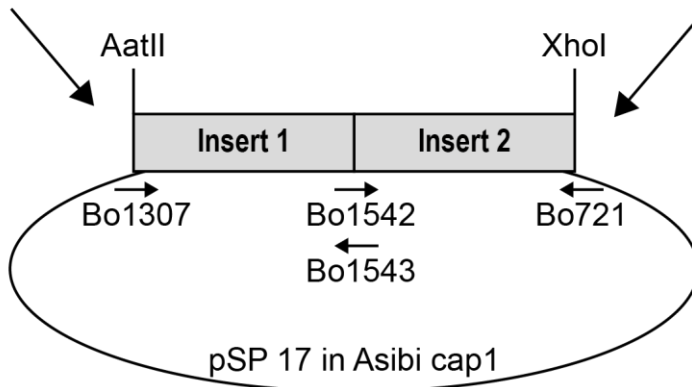 AatII XhoI
Insert 1 Insert 2
Bo1307 Bo1542 Bo721
Bo1543
pSP 17 in Asibi cap1